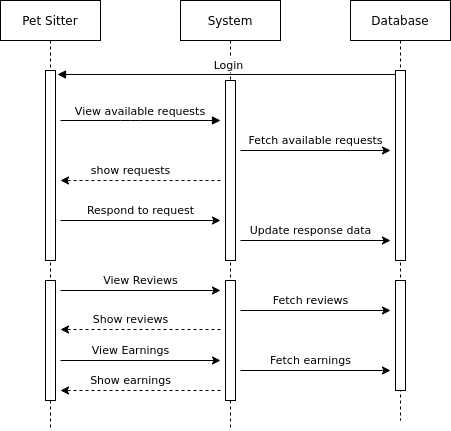 Pet Sitter
System
Database
Login
View available requests
Fetch available requests
show requests
Respond to request
Update response data
View Reviews
Fetch reviews
Show reviews
View Earnings
Fetch earnings
Show earnings